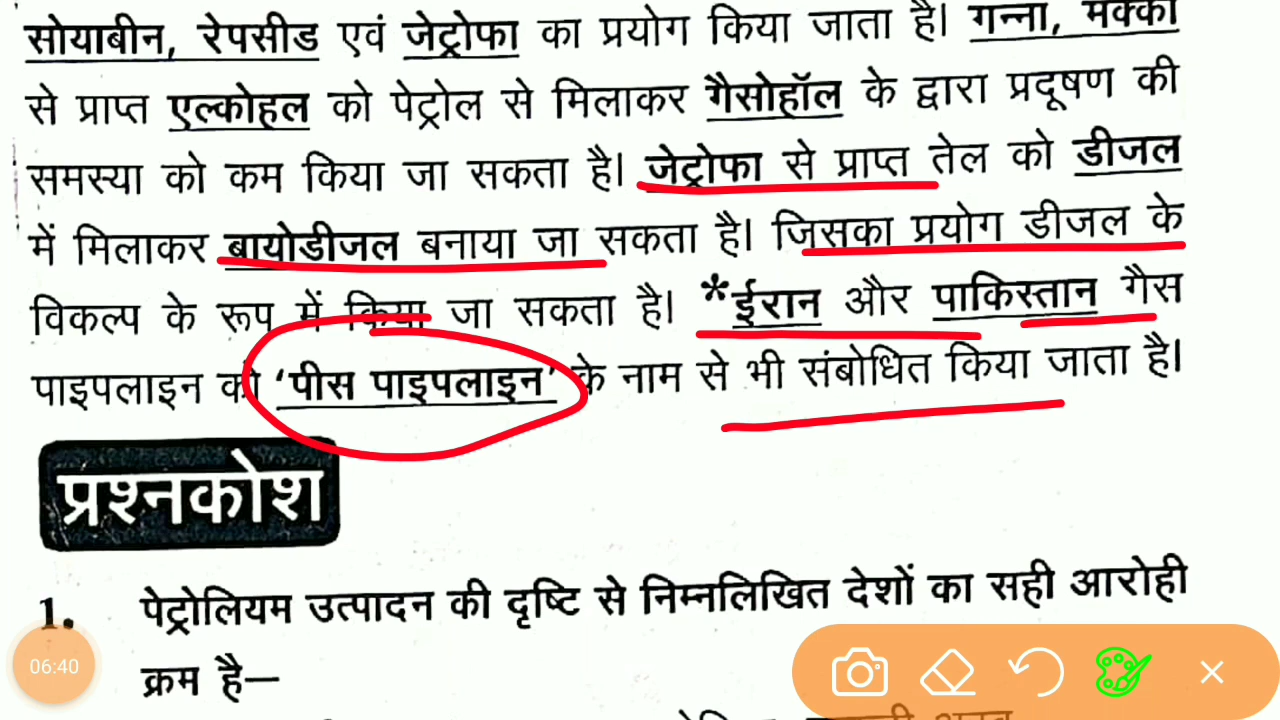 सोयाबीन, रेपसीड एवं जेट्रोफा का प्रयोग किया जाता है। गन्ना, मक्का
से प्राप्त एल्कोहल को पेट्रोल से मिलाकर गैसोहॉल के द्वारा प्रदूषण की
समस्या को कम किया जा सकता है। जेट्रोफा से प्राप्त तेल को डीजल
में मिलाकर बायोडीजल बनाया जा सकता है। जिसका प्रयोग डीजल के
विकल्प के रूप में किया जा सकता है। *ईरान और पाकिस्तान गैस
पाइपलाइन को ‘पीस पाइपलाइन’ के नाम से भी संबोधित किया जाता है।
प्रश्नकोश
1. पेट्रोलियम उत्पादन की दृष्टि से निम्नलिखित देशों का सही आरोही
क्रम है—
06:40